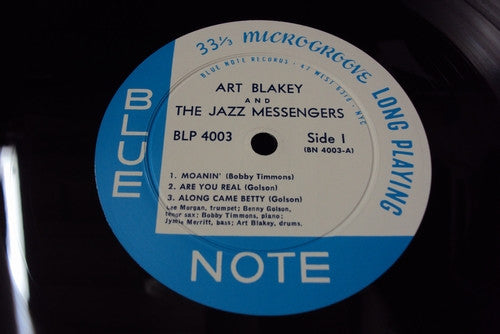 33⅓ MICROGROOVE LONG PLAYING
BLUE NOTE RECORDS • 47 WEST 63rd • NYC
ART BLAKEY
AND
THE JAZZ MESSENGERS
BLP 4003
Side 1
(BN 4003-A)
1. MOANIN' (Bobby Timmons)
2. ARE YOU REAL (Golson)
3. ALONG CAME BETTY (Golson)
Lee Morgan, trumpet; Benny Golson,
tenor sax; Bobby Timmons, piano;
Jymie Merritt, bass; Art Blakey, drums.
BLUE
NOTE